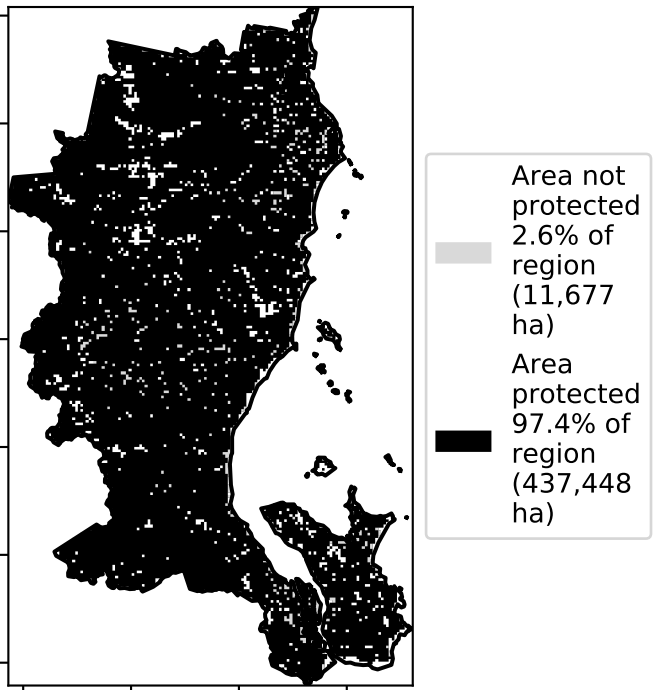 Area not
protected
2.6% of
region
(11,677
ha)
Area
protected
97.4% of
region
(437,448
ha)